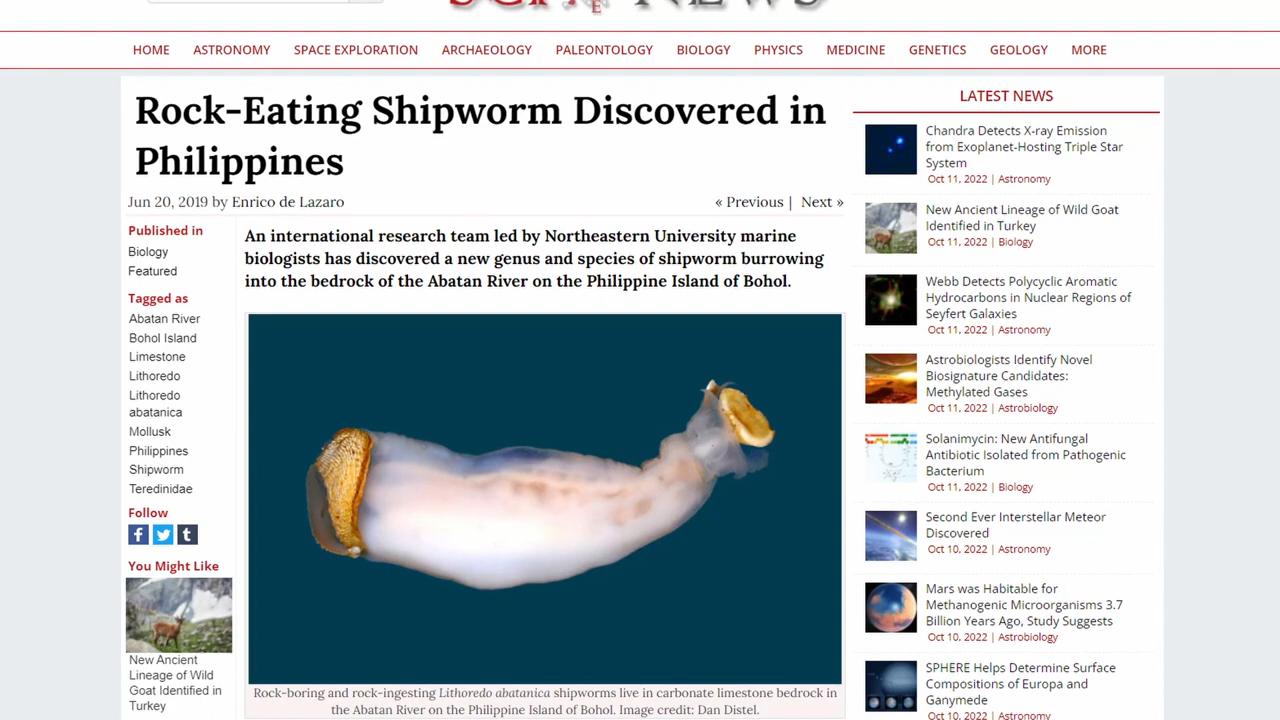 NEWS
HOME
ASTRONOMY
SPACE EXPLORATION
ARCHAEOLOGY
PALEONTOLOGY
BIOLOGY
PHYSICS
MEDICINE
GENETICS
GEOLOGY
MORE
Rock-Eating Shipworm Discovered in
Philippines
Jun 20, 2019 by Enrico de Lazaro
« Previous | Next »
Published in
Biology
Featured
Tagged as
Abatan River
Bohol Island
Limestone
Lithoredo
Lithoredo
abatanica
Mollusk
Philippines
Shipworm
Teredinidae
Follow
You Might Like
New Ancient
Lineage of Wild
Goat Identified in
Turkey
An international research team led by Northeastern University marine
biologists has discovered a new genus and species of shipworm burrowing
into the bedrock of the Abatan River on the Philippine Island of Bohol.
Rock-boring and rock-ingesting Lithoredo abatanica shipworms live in carbonate limestone bedrock in
the Abatan River on the Philippine Island of Bohol. Image credit: Dan Distel.
LATEST NEWS
Chandra Detects X-ray Emission
from Exoplanet-Hosting Triple Star
System
Oct 11, 2022 | Astronomy
New Ancient Lineage of Wild Goat
Identified in Turkey
Oct 11, 2022 | Biology
Webb Detects Polycyclic Aromatic
Hydrocarbons in Nuclear Regions of
Seyfert Galaxies
Oct 11, 2022 | Astronomy
Astrobiologists Identify Novel
Biosignature Candidates:
Methylated Gases
Oct 11, 2022 | Astrobiology
Solanimycin: New Antifungal
Antibiotic Isolated from Pathogenic
Bacterium
Oct 11, 2022 | Biology
Second Ever Interstellar Meteor
Discovered
Oct 10, 2022 | Astronomy
Mars was Habitable for
Methanogenic Microorganisms 3.7
Billion Years Ago, Study Suggests
Oct 10, 2022 | Astrobiology
SPHERE Helps Determine Surface
Compositions of Europa and
Ganymede
Oct 10, 2022 | Astronomy